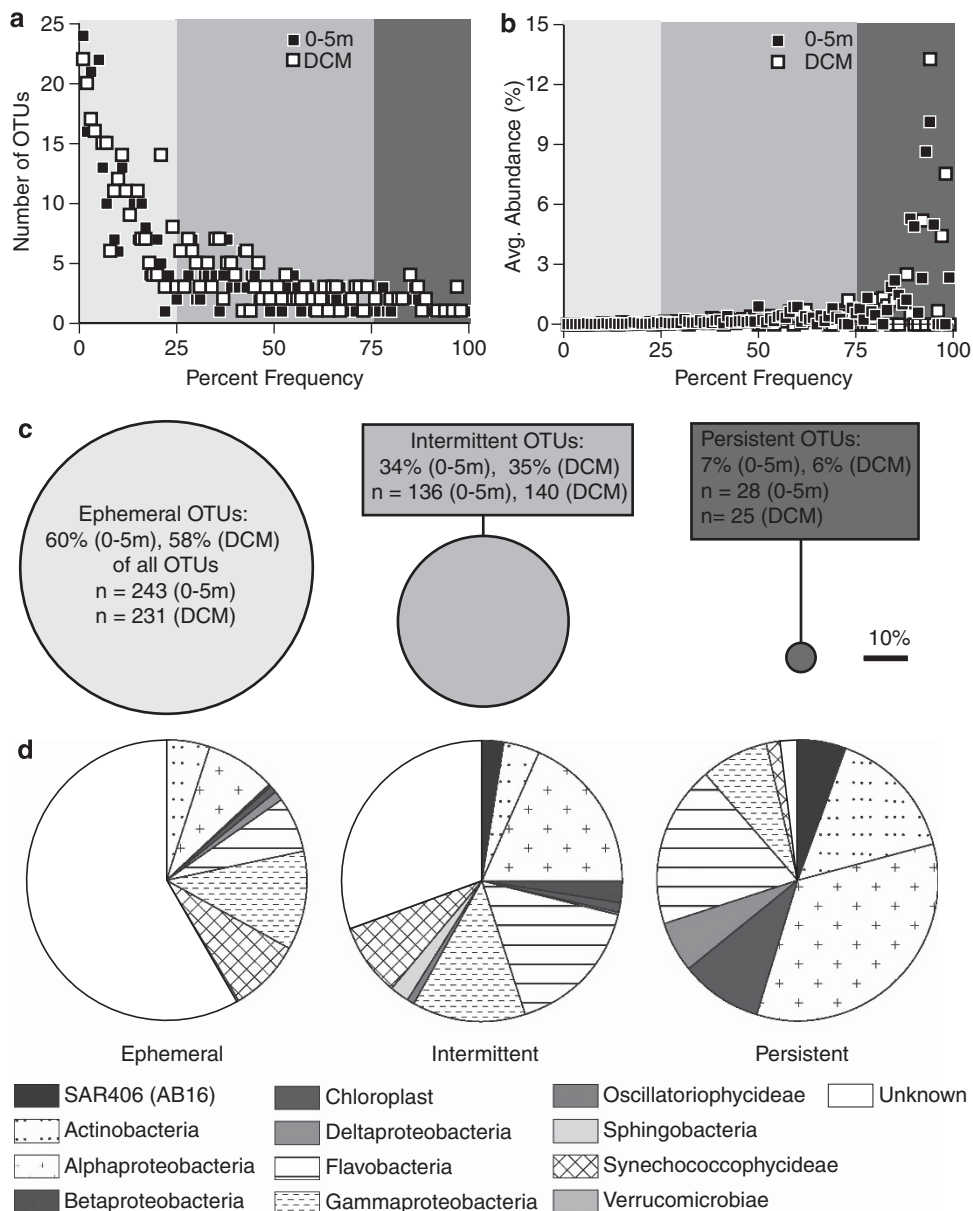 a
25
20
15
10
5
0
Number of OTUs
0-5m
DCM
0 25 50 75 100
Percent Frequency
b
15
12
9
6
3
0
Avg. Abundance (%)
0-5m
DCM
0 25 50 75 100
Percent Frequency
c
Ephemeral OTUs:
60% (0-5m), 58% (DCM)
of all OTUs
n = 243 (0-5m)
n = 231 (DCM)
Intermittent OTUs:
34% (0-5m), 35% (DCM)
n = 136 (0-5m), 140 (DCM)
Persistent OTUs:
7% (0-5m), 6% (DCM)
n = 28 (0-5m)
n= 25 (DCM)
10%
d
Ephemeral
Intermittent
Persistent
SAR406 (AB16)
Actinobacteria
Alphaproteobacteria
Betaproteobacteria
Chloroplast
Deltaproteobacteria
Flavobacteria
Gammaproteobacteria
Oscillatoriophycideae
Sphingobacteria
Synechococcophycideae
Verrucomicrobiae
Unknown